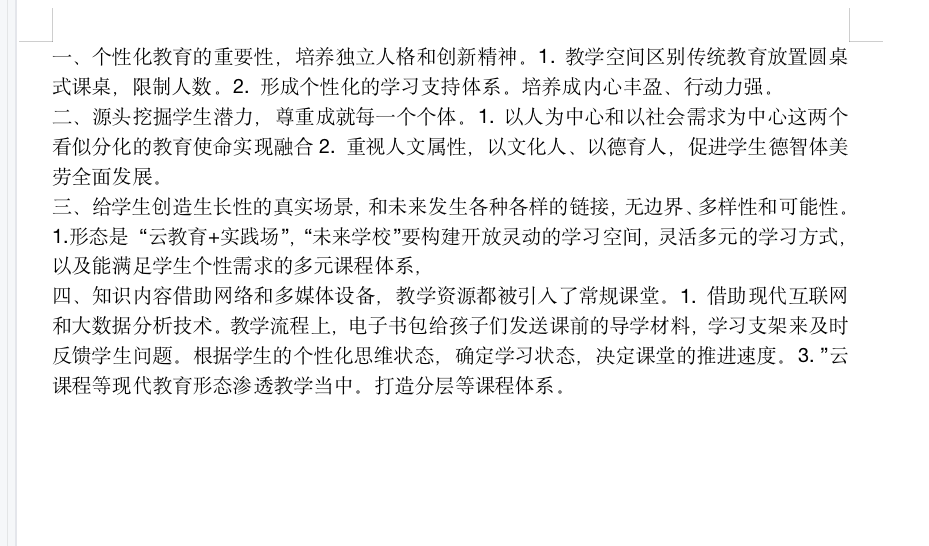 一、个性化教育的重要性，培养独立人格和创新精神。1. 教学空间区别传统教育放置圆桌
式课桌，限制人数。2. 形成个性化的学习支持体系。培养成内心丰盈、行动力强。
二、源头挖掘学生潜力，尊重成就每一个个体。1. 以人为中心和以社会需求为中心这两个
看似分化的教育使命实现融合 2. 重视人文属性，以文化人、以德育人，促进学生德智体美
劳全面发展。
三、给学生创造生长性的真实场景，和未来发生各种各样的链接，无边界、多样性和可能性。
1.形态是“云教育+实践场”，“未来学校”要构建开放灵动的学习空间，灵活多元的学习方式，
以及能满足学生个性需求的多元课程体系，
四、知识内容借助网络和多媒体设备，教学资源都被引入了常规课堂。1. 借助现代互联网
和大数据分析技术。教学流程上，电子书包给孩子们发送课前的导学材料，学习支架来及时
反馈学生问题。根据学生的个性化思维状态，确定学习状态，决定课堂的推进速度。3. ”云
课程等现代教育形态渗透教学当中。打造分层等课程体系。